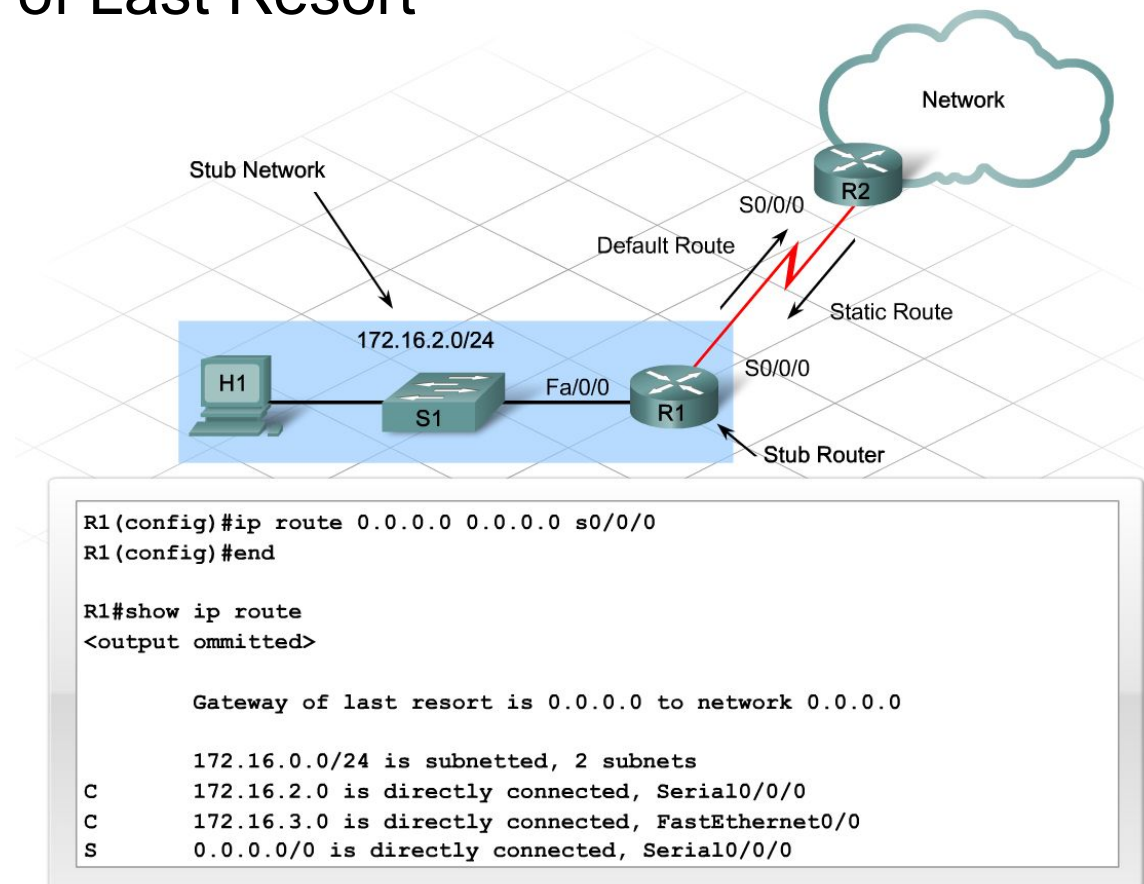 of Last Resort
Network
Stub Network
R2
S0/0/0
Default Route
Static Route
172.16.2.0/24
S0/0/0
H1
Fa/0/0
S1
R1
Stub Router
R1(config)#ip route 0.0.0.0 0.0.0.0 s0/0/0
R1(config)#end
R1#show ip route
<output ommitted>
Gateway of last resort is 0.0.0.0 to network 0.0.0.0
172.16.0.0/24 is subnetted, 2 subnets
C 172.16.2.0 is directly connected, Serial0/0/0
C 172.16.3.0 is directly connected, FastEthernet0/0
S 0.0.0.0/0 is directly connected, Serial0/0/0